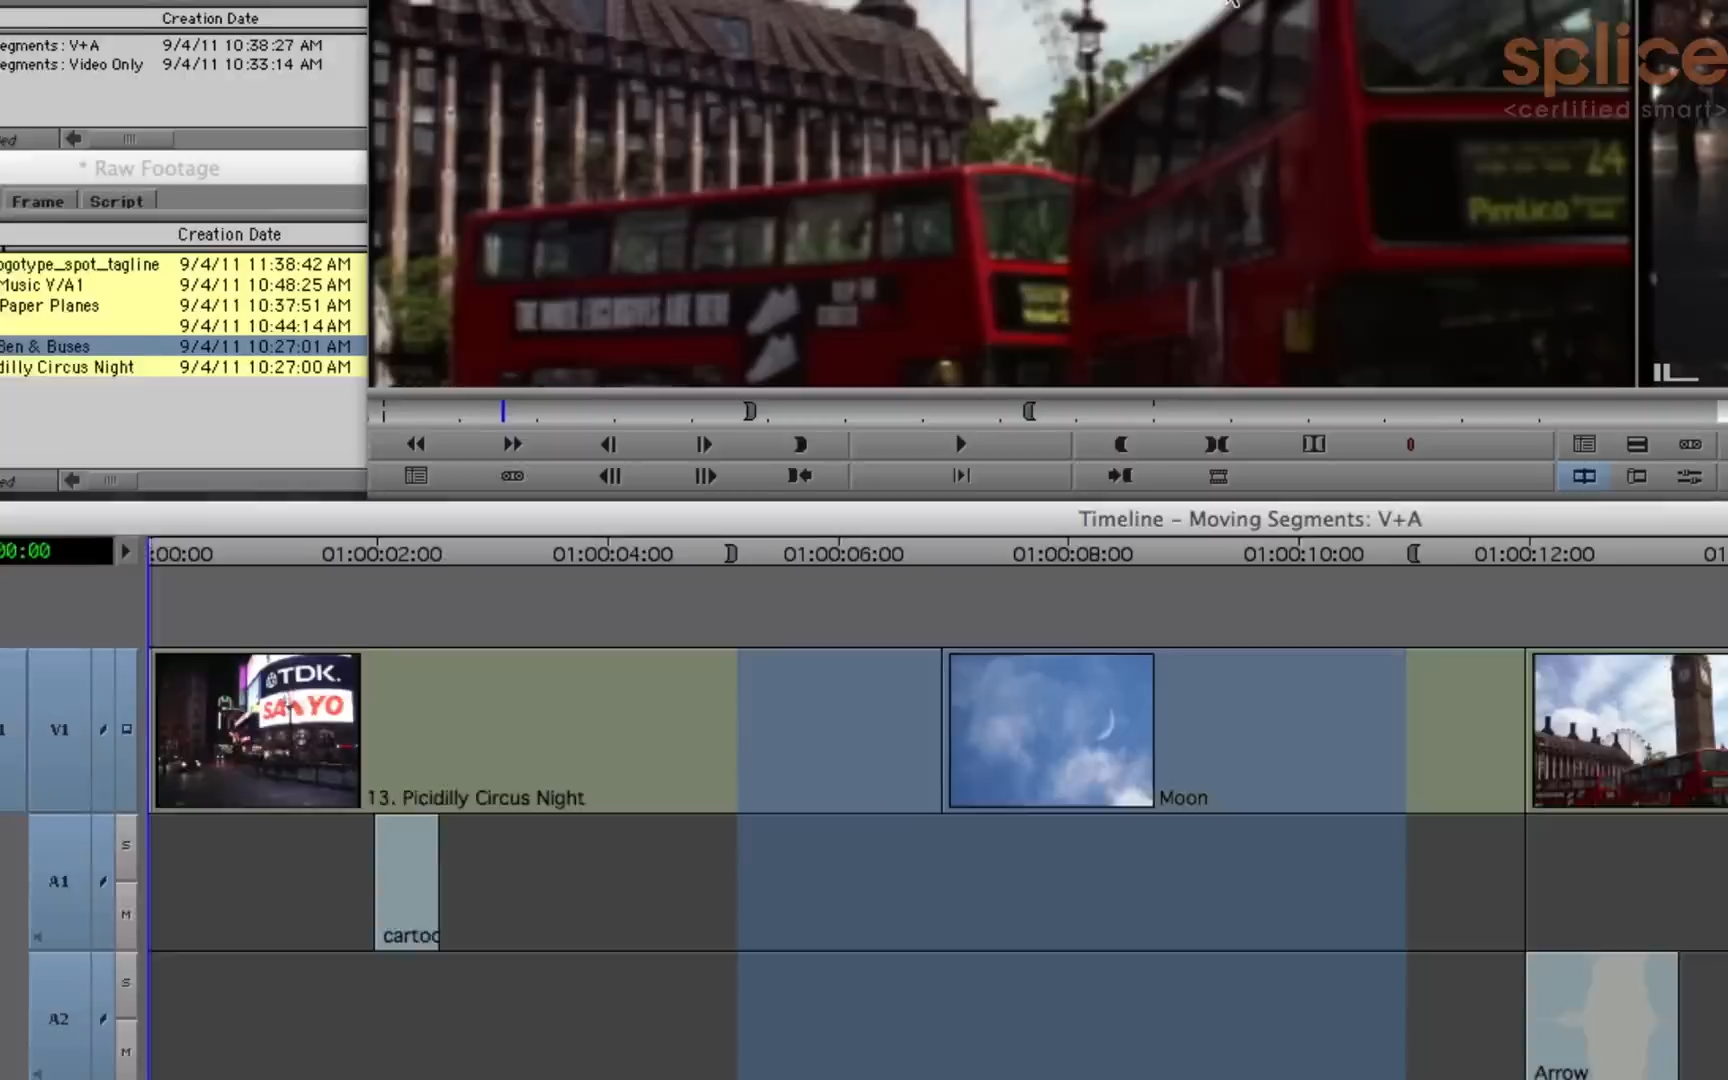 Creation Date
egments: V+A 9/4/11 10:38:27 AM
egments: Video Only 9/4/11 10:33:14 AM
ed
* Raw Footage
Frame Script
Creation Date
ogotype_spot_tagline 9/4/11 11:38:42 AM
Music V/A1 9/4/11 10:48:25 AM
Paper Planes 9/4/11 10:37:51 AM
9/4/11 10:44:14 AM
Ben & Buses 9/4/11 10:27:01 AM
dilly Circus Night 9/4/11 10:27:00 AM
ed
splice
<certified smart>
24
Pimlico
Timeline - Moving Segments: V+A
00:00
:00:00 01:00:02:00 01:00:04:00 01:00:06:00 01:00:08:00 01:00:10:00 01:00:12:00 01
TDK.
SANYO
1 V1
13. Picidilly Circus Night
Moon
S
A1
M
cartoo
S
A2
M
Arrow